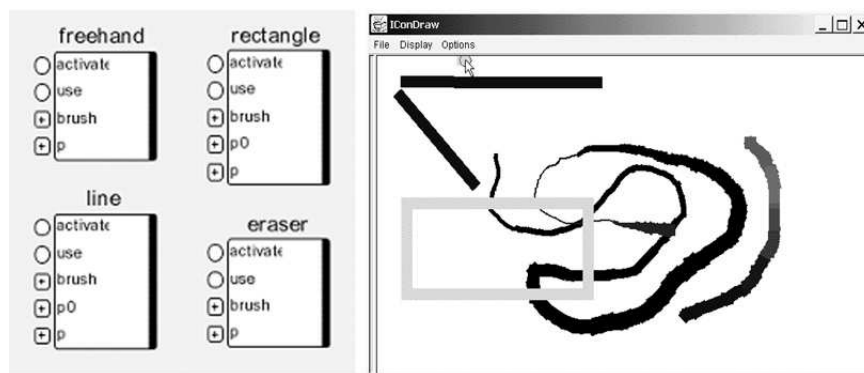 freehand
activate
use
brush
p
rectangle
activate
use
brush
p0
p
line
activate
use
brush
p0
p
eraser
activate
use
brush
p
IConDraw
File Display Options